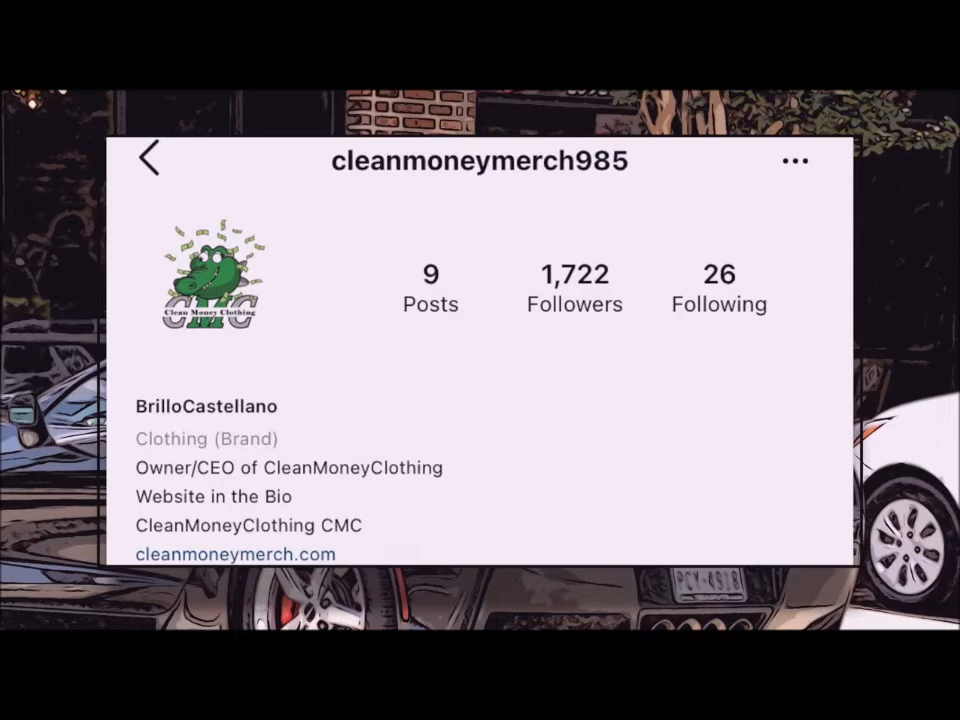 cleanmoneymerch985
CMC
Clean Money Clothing
9
Posts
1,722
Followers
26
Following
BrilloCastellano
Clothing (Brand)
Owner/CEO of CleanMoneyClothing
Website in the Bio
CleanMoneyClothing CMC
cleanmoneymerch.com